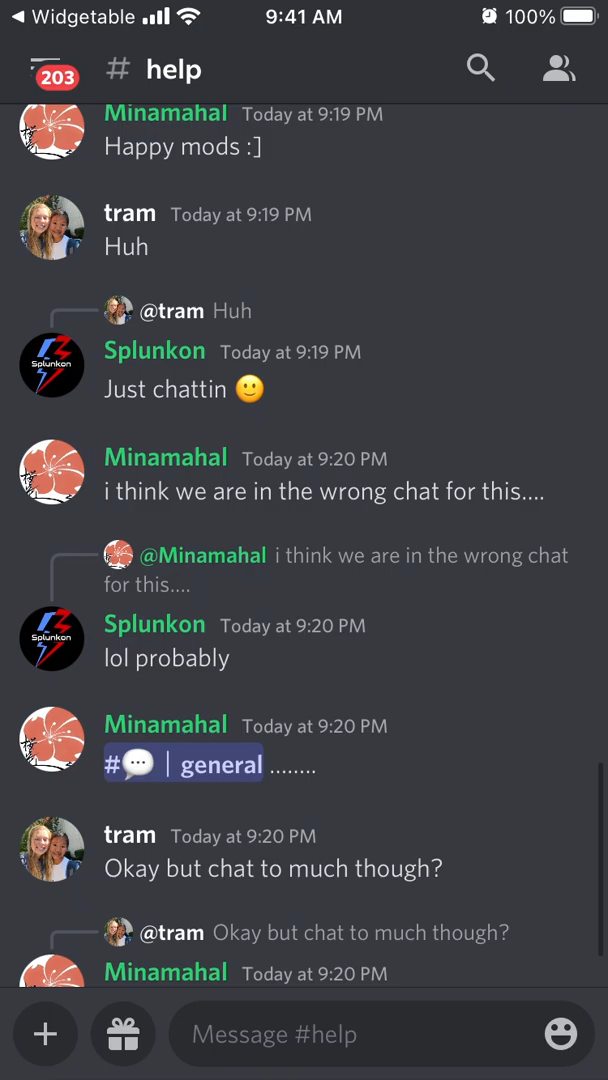 Widgetable 9:41 AM 100%
203 # help
Minamahal Today at 9:19 PM
Happy mods :]
tram Today at 9:19 PM
Huh
@tram Huh
Splunkon Splunkon Today at 9:19 PM
Just chattin 🙂
Minamahal Today at 9:20 PM
i think we are in the wrong chat for this....
@Minamahal i think we are in the wrong chat
for this....
Splunkon Splunkon Today at 9:20 PM
lol probably
Minamahal Today at 9:20 PM
#💬 | general ........
tram Today at 9:20 PM
Okay but chat to much though?
@tram Okay but chat to much though?
Minamahal Today at 9:20 PM
Message #help